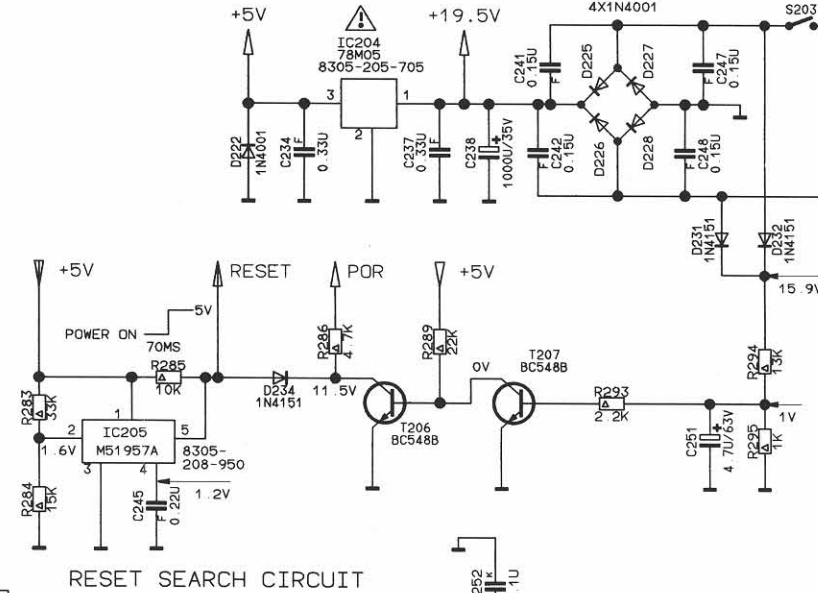 +5V
IC204
78M05
8305-205-705
+19.5V
4X1N4001
S203
3
1
2
D222
1N4001
C234
0.33U
F
C237
0.33U
F
C238
1000U/35V
+
C241
0.15U
F
C242
0.15U
F
D225
D227
D226
D228
C247
0.15U
F
C248
0.15U
F
D231
1N4151
D232
1N4151
15.9V
+5V
RESET
POR
+5V
POWER ON
5V
70MS
R285
10K
R283
33K
R284
15K
1.6V
1
2
3
4
5
IC205
M51957A
8305-
208-950
C245
0.22U
F
1.2V
D234
1N4151
11.5V
R286
4.7K
T206
BC548B
R289
22K
0V
T207
BC548B
R293
2.2K
C251
4.7U/63V
+
R294
13K
1V
R295
1K
RESET SEARCH CIRCUIT